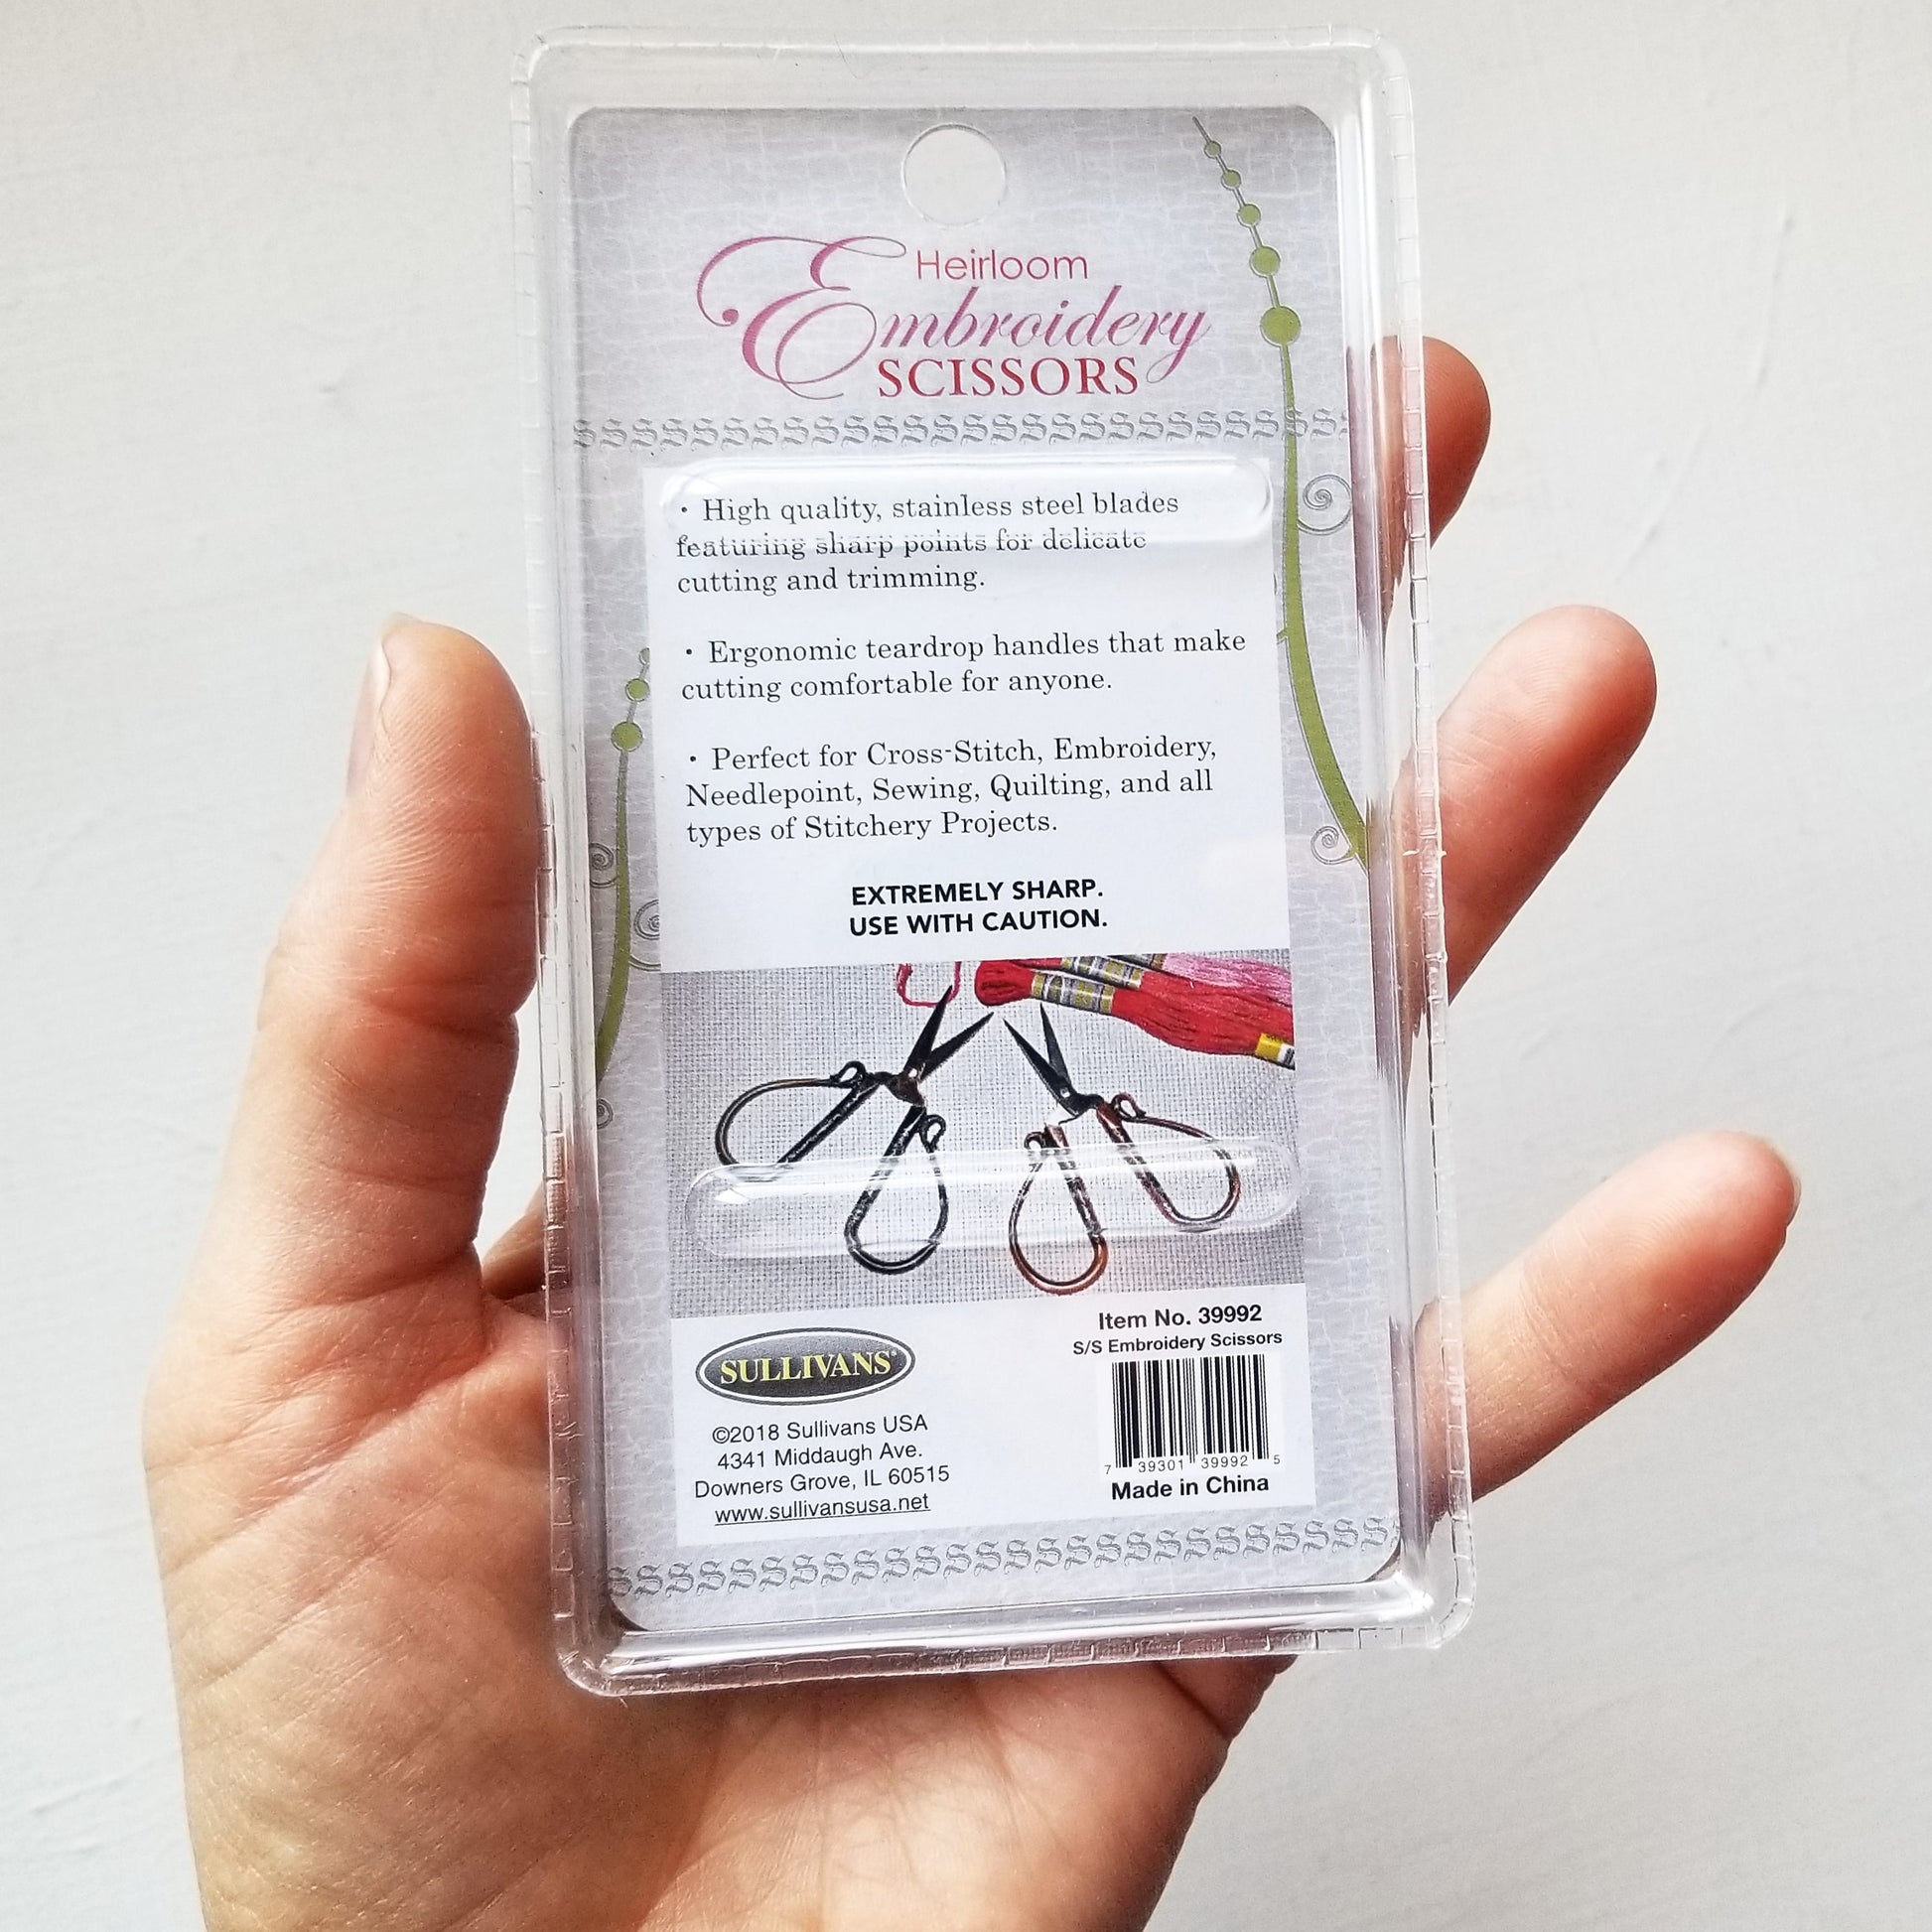 Heirloom
Embroidery
SCISSORS
• High quality, stainless steel blades
featuring sharp points for delicate
cutting and trimming.
• Ergonomic teardrop handles that make
cutting comfortable for anyone.
• Perfect for Cross-Stitch, Embroidery,
Needlepoint, Sewing, Quilting, and all
types of Stitchery Projects.
EXTREMELY SHARP.
USE WITH CAUTION.
SULLIVANS®
©2018 Sullivans USA
4341 Middaugh Ave.
Downers Grove, IL 60515
www.sullivansusa.net
Item No. 39992
S/S Embroidery Scissors
7 39301 39992 5
Made in China